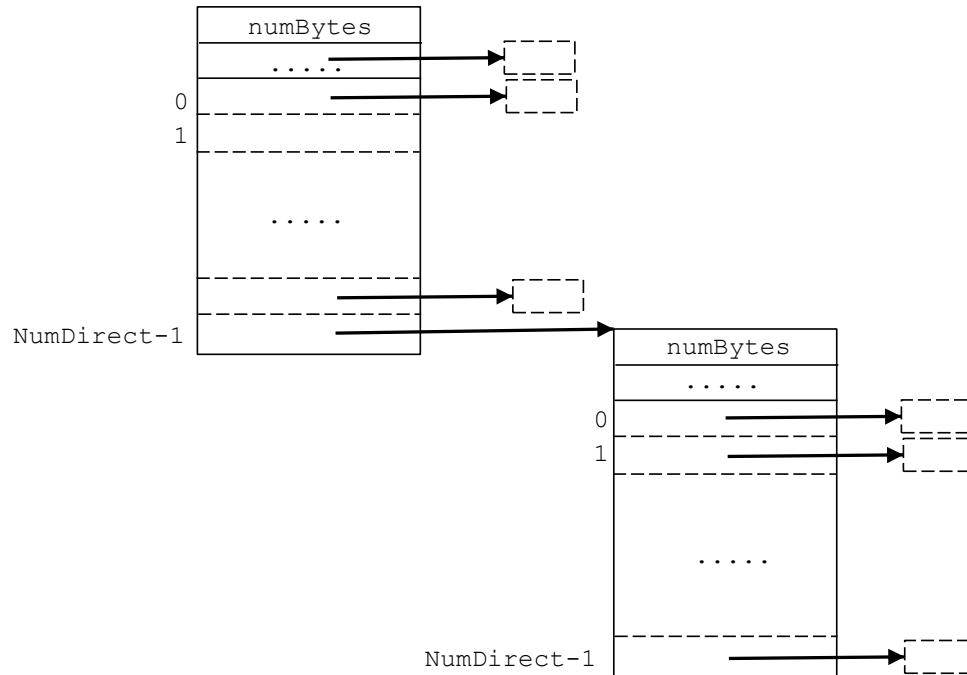 numBytes
.....
0
1
.....
NumDirect-1
numBytes
.....
0
1
.....
NumDirect-1